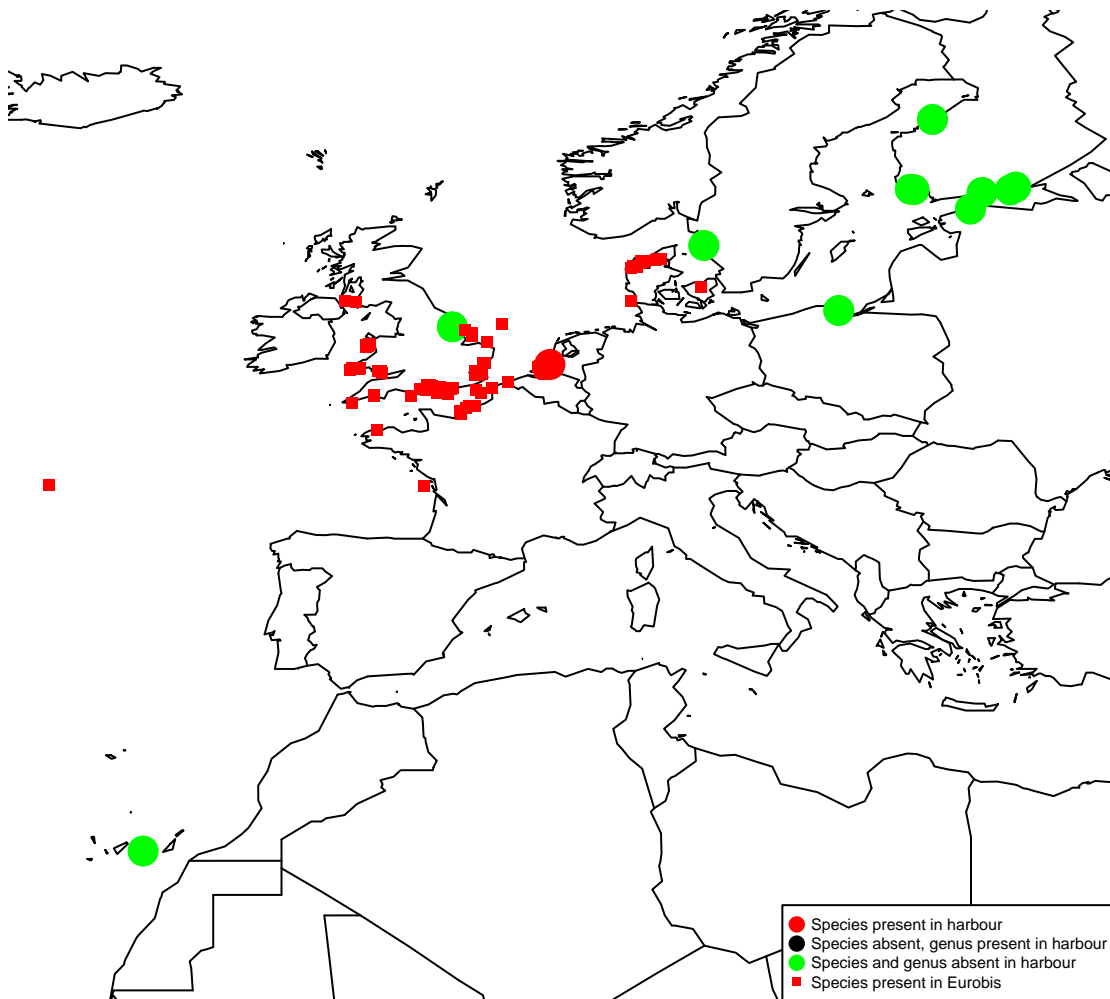 Species present in harbour
Species absent, genus present in harbour
Species and genus absent in harbour
Species present in Eurobis